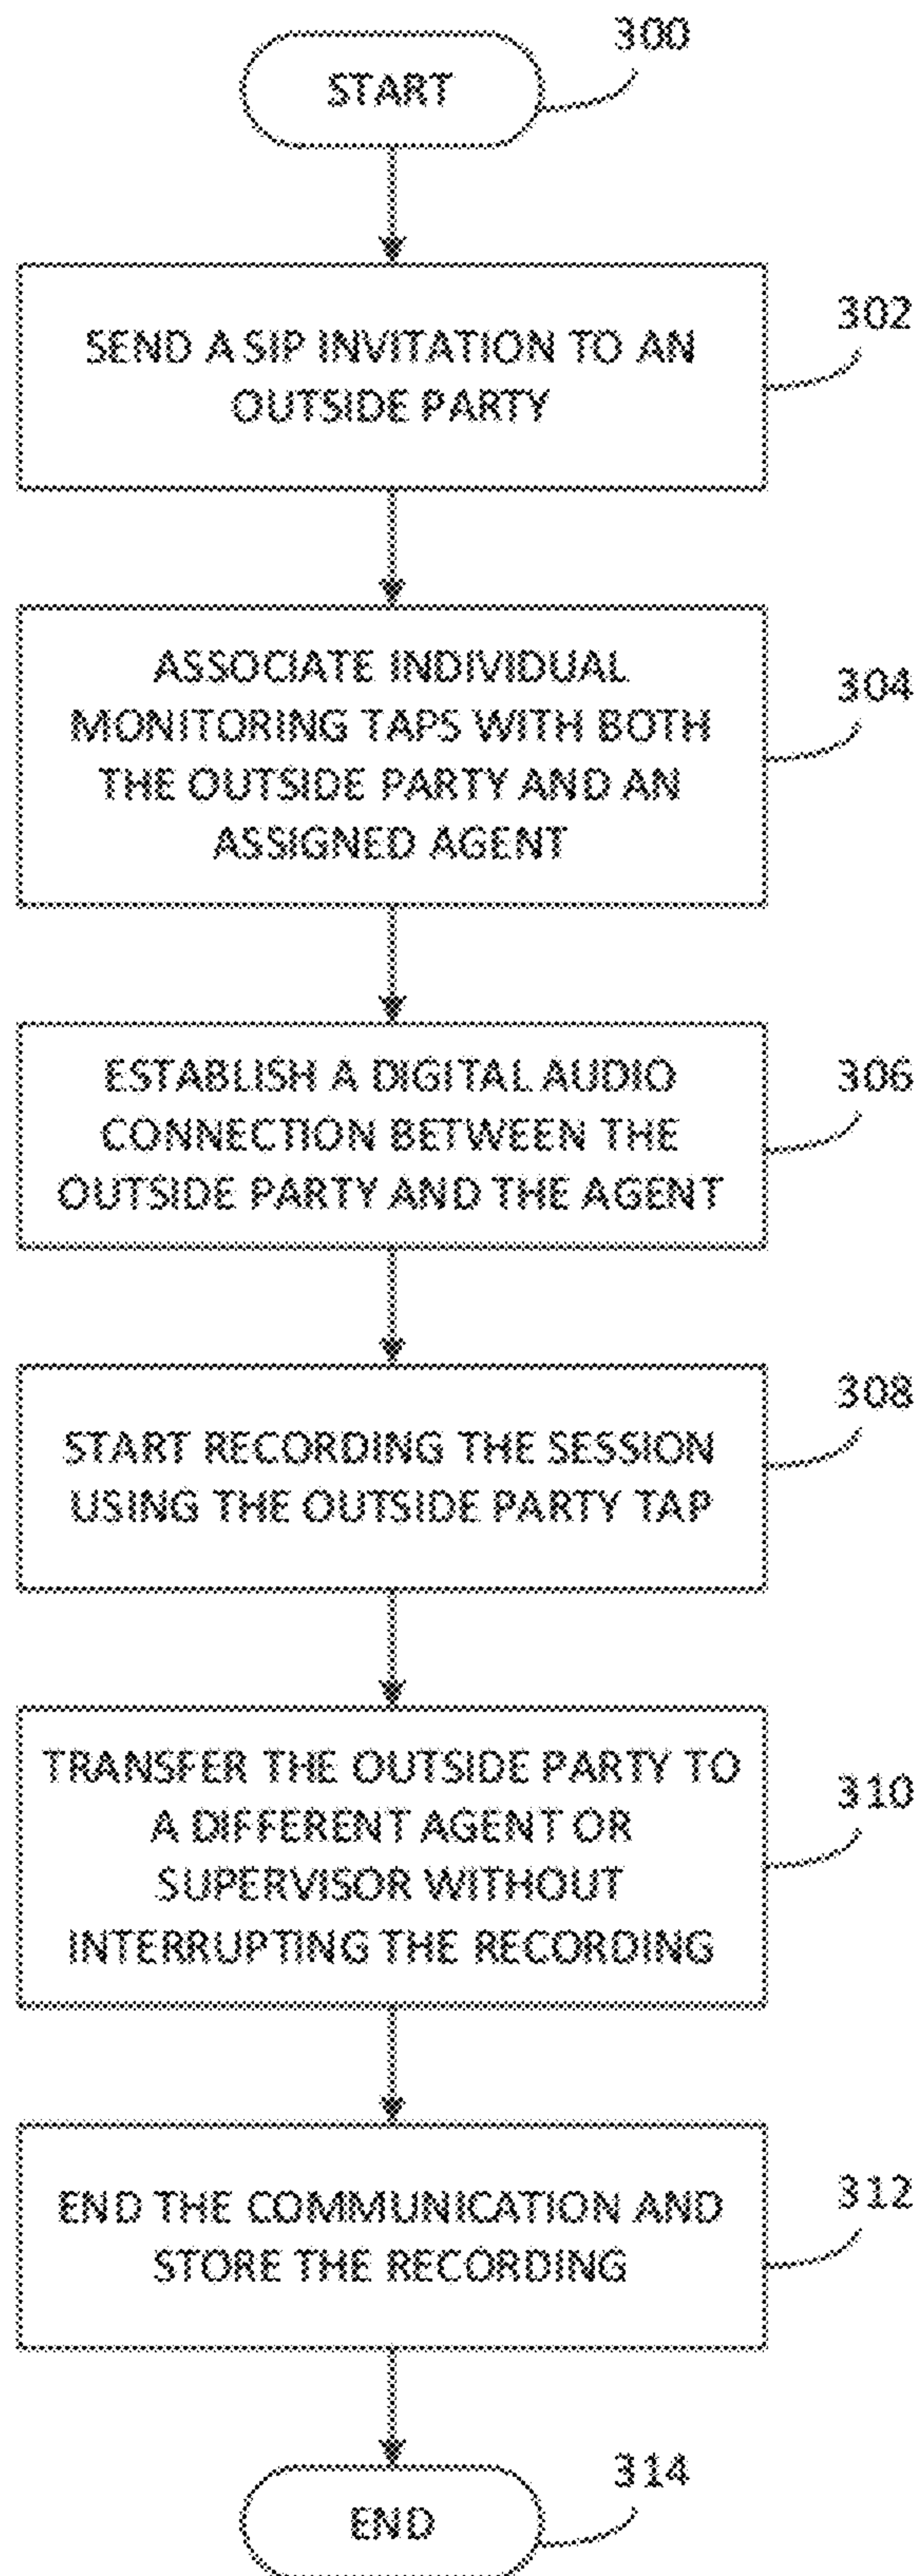 300
START
302
SEND A SIP INVITATION TO AN
OUTSIDE PARTY
304
ASSOCIATE INDIVIDUAL
MONITORING TAPS WITH BOTH
THE OUTSIDE PARTY AND AN
ASSIGNED AGENT
306
ESTABLISH A DIGITAL AUDIO
CONNECTION BETWEEN THE
OUTSIDE PARTY AND THE AGENT
308
START RECORDING THE SESSION
USING THE OUTSIDE PARTY TAP
310
TRANSFER THE OUTSIDE PARTY TO
A DIFFERENT AGENT OR
SUPERVISOR WITHOUT
INTERRUPTING THE RECORDING
312
END THE COMMUNICATION AND
STORE THE RECORDING
314
END